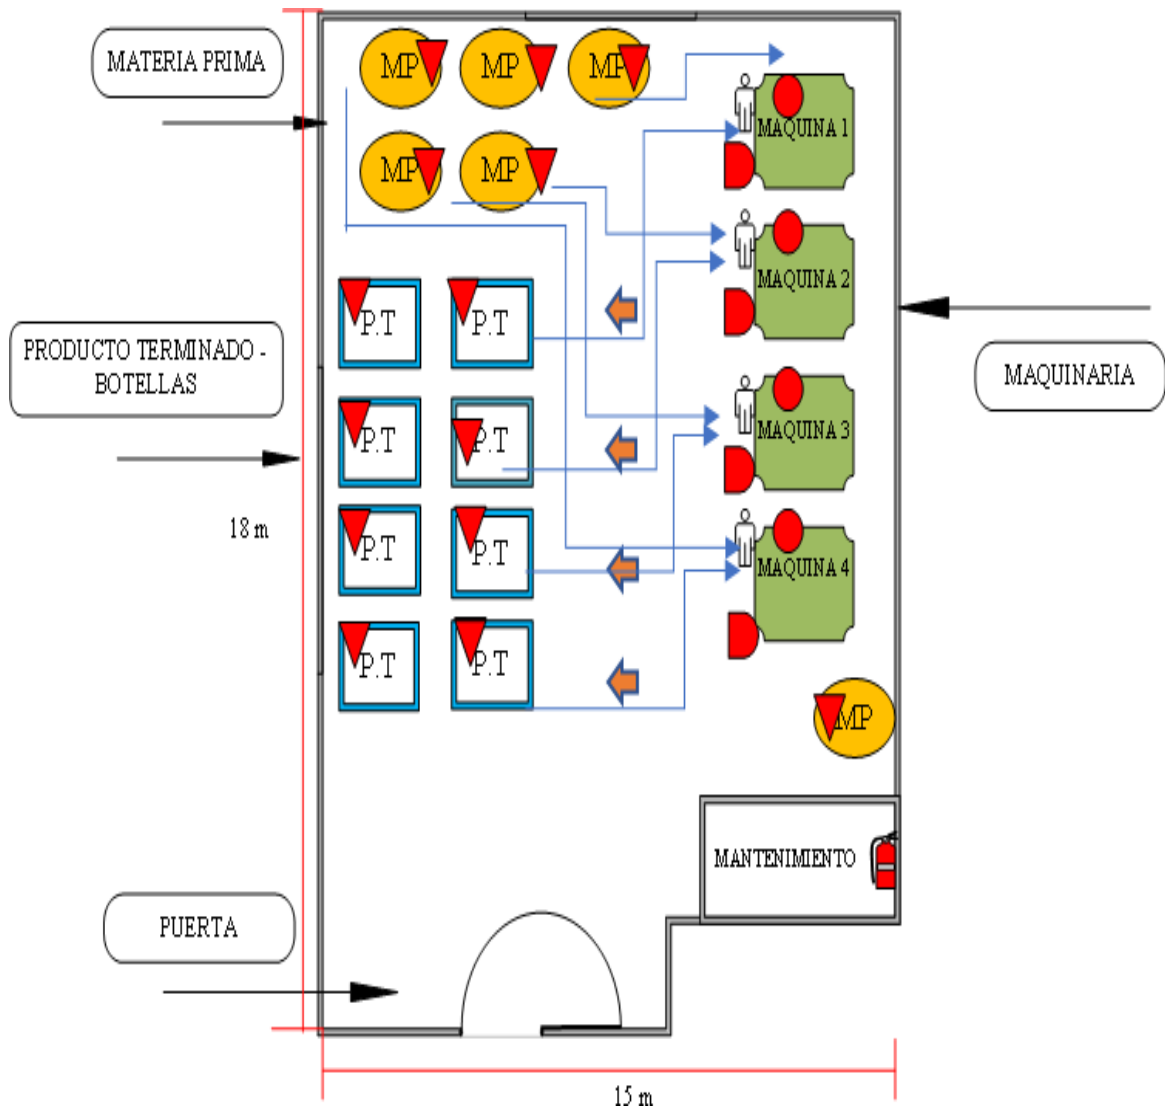 MATERIA PRIMA
MP
MP
MP
MAQUINA 1
MP
MP
MAQUINA 2
P.T
P.T
PRODUCTO TERMINADO -
BOTELLAS
MAQUINARIA
P.T
P.T
MAQUINA 3
18 m
P.T
P.T
MAQUINA 4
P.T
P.T
MP
MANTENIMIENTO
PUERTA
15 m